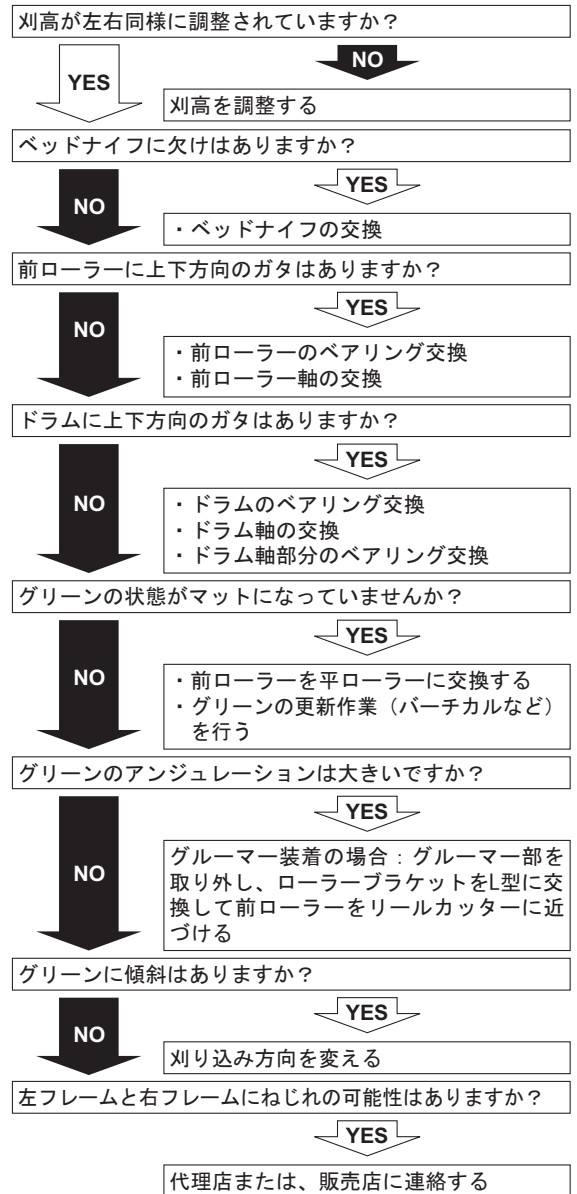 刈高が左右同様に調整されていますか？
YES
NO
刈高を調整する
ベッドナイフに欠けはありますか？
NO
YES
・ベッドナイフの交換
前ローラーに上下方向のガタはありますか？
NO
YES
・前ローラーのベアリング交換
・前ローラー軸の交換
ドラムに上下方向のガタはありますか？
NO
YES
・ドラムのベアリング交換
・ドラム軸の交換
・ドラム軸部分のベアリング交換
グリーンの状態がマットになっていませんか？
NO
YES
・前ローラーを平ローラーに交換する
・グリーンの更新作業（バーチカルなど）
を行う
グリーンのアンジュレーションは大きいですか？
NO
YES
グルーマー装着の場合：グルーマー部を
取り外し、ローラーブラケットをL型に交
換して前ローラーをリールカッターに近
づける
グリーンに傾斜はありますか？
NO
YES
刈り込み方向を変える
左フレームと右フレームにねじれの可能性はありますか？
YES
代理店または、販売店に連絡する